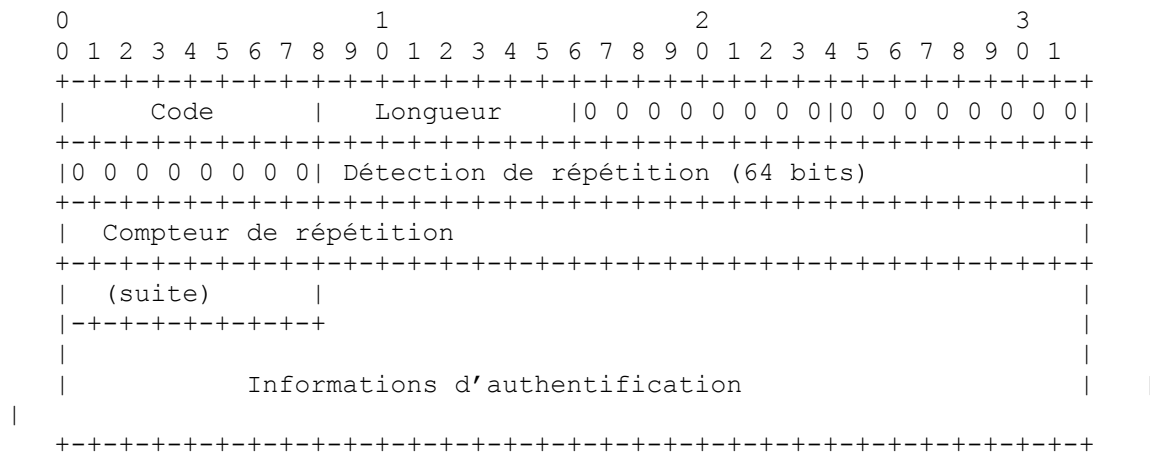 0                   1                   2                   3
0 1 2 3 4 5 6 7 8 9 0 1 2 3 4 5 6 7 8 9 0 1 2 3 4 5 6 7 8 9 0 1
+-+-+-+-+-+-+-+-+-+-+-+-+-+-+-+-+-+-+-+-+-+-+-+-+-+-+-+-+-+-+-+-+
|     Code      |   Longueur    |0 0 0 0 0 0 0 0|0 0 0 0 0 0 0 0|
+-+-+-+-+-+-+-+-+-+-+-+-+-+-+-+-+-+-+-+-+-+-+-+-+-+-+-+-+-+-+-+-+
|0 0 0 0 0 0 0 0| Détection de répétition (64 bits)             |
+-+-+-+-+-+-+-+-+-+-+-+-+-+-+-+-+-+-+-+-+-+-+-+-+-+-+-+-+-+-+-+-+
|  Compteur de répétition                                       |
+-+-+-+-+-+-+-+-+-+-+-+-+-+-+-+-+-+-+-+-+-+-+-+-+-+-+-+-+-+-+-+-+
|  (suite)      |                                               |
|-+-+-+-+-+-+-+-+                                               |
|                                                               |
|           Informations d’authentification                     |   |
|
+-+-+-+-+-+-+-+-+-+-+-+-+-+-+-+-+-+-+-+-+-+-+-+-+-+-+-+-+-+-+-+-+